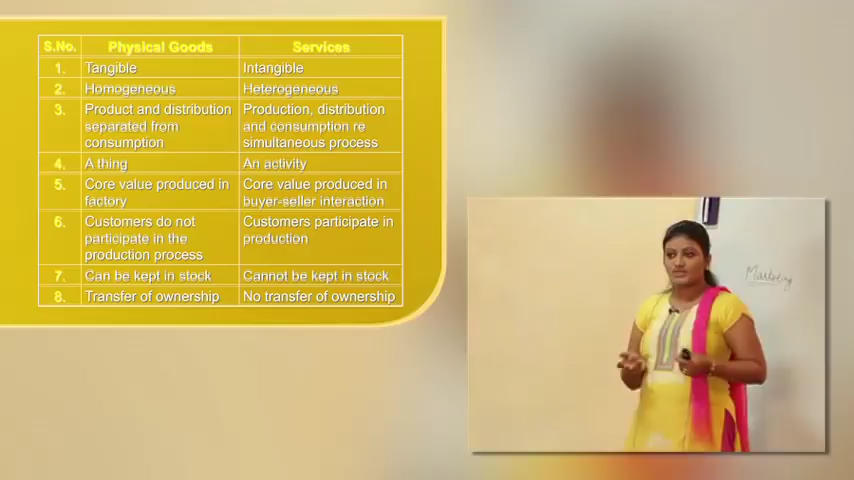 S.No. Physical Goods Services
1. Tangible Intangible
2. Homogeneous Heterogeneous
3. Product and distribution Production, distribution
separated from and consumption re
consumption simultaneous process
4. A thing An activity
5. Core value produced in Core value produced in
factory buyer-seller interaction
6. Customers do not Customers participate in
participate in the production
production process
7. Can be kept in stock Cannot be kept in stock
8. Transfer of ownership No transfer of ownership
Marketing